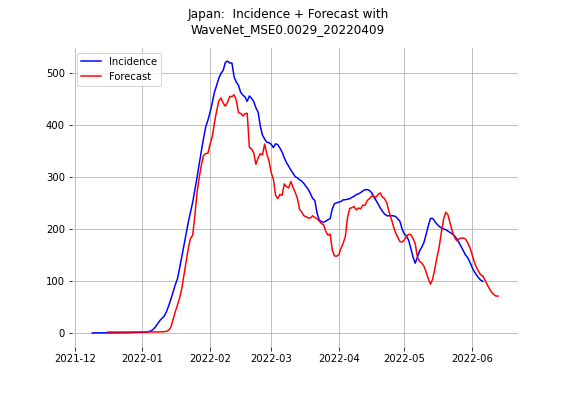 Japan:  Incidence + Forecast with
WaveNet_MSE0.0029_20220409
Incidence
Forecast
500
400
300
200
100
0
2021-12 2022-01 2022-02 2022-03 2022-04 2022-05 2022-06